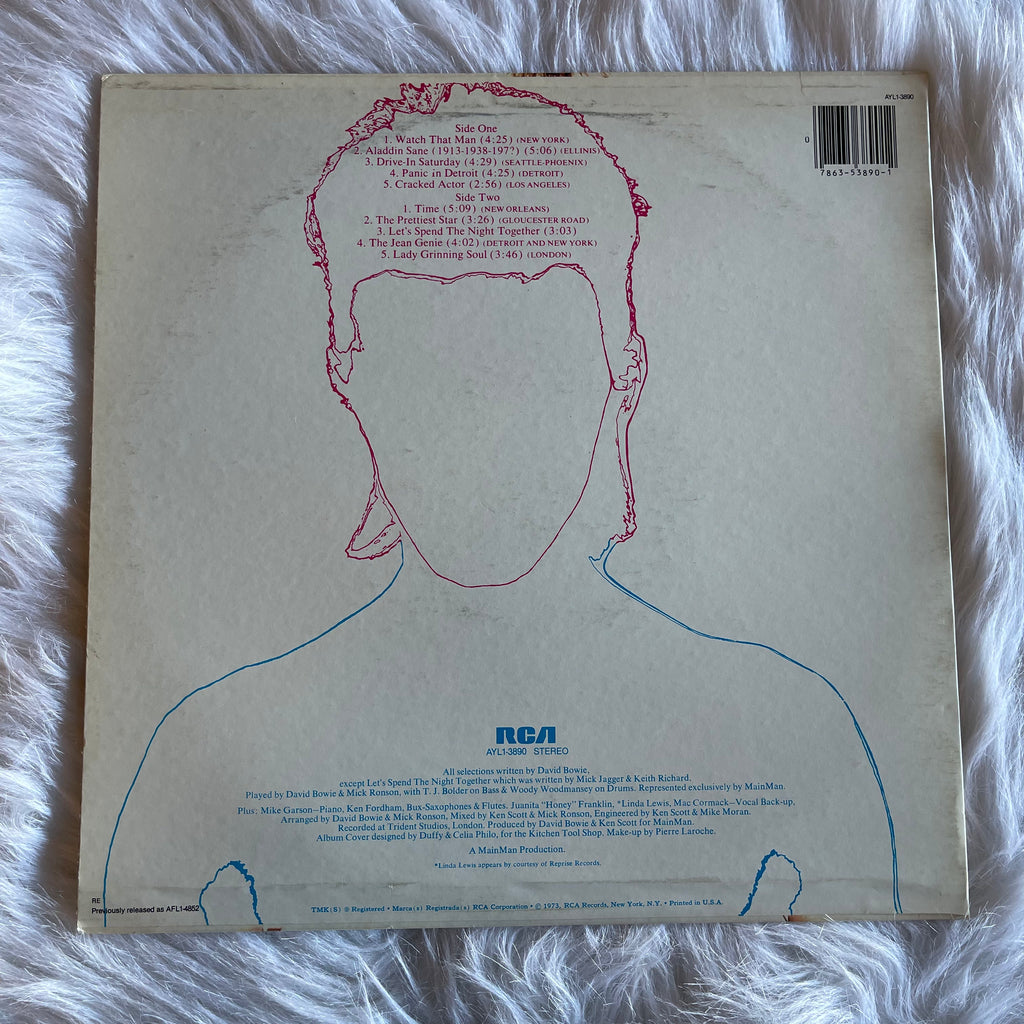 AYL1-3890
0
7863-53890-1
Side One
1. Watch That Man (4:25) (NEW YORK)
2. Aladdin Sane (1913-1938-197?) (5:06) (ELLINIS)
3. Drive-In Saturday (4:29) (SEATTLE-PHOENIX)
4. Panic in Detroit (4:25) (DETROIT)
5. Cracked Actor (2:56) (LOS ANGELES)
Side Two
1. Time (5:09) (NEW ORLEANS)
2. The Prettiest Star (3:26) (GLOUCESTER ROAD)
3. Let's Spend The Night Together (3:03)
4. The Jean Genie (4:02) (DETROIT AND NEW YORK)
5. Lady Grinning Soul (3:46) (LONDON)
RCA
AYL1-3890 STEREO
All selections written by David Bowie,
except Let's Spend The Night Together which was written by Mick Jagger & Keith Richard.
Played by David Bowie & Mick Ronson, with T. J. Bolder on Bass & Woody Woodmansey on Drums. Represented exclusively by MainMan.
Plus: Mike Garson—Piano, Ken Fordham, Bux-Saxophones & Flutes. Juanita "Honey" Franklin, *Linda Lewis, Mac Cormack—Vocal Back-up,
Arranged by David Bowie & Mick Ronson, Mixed by Ken Scott & Mick Ronson, Engineered by Ken Scott & Mike Moran.
Recorded at Trident Studios, London. Produced by David Bowie & Ken Scott for MainMan.
Album Cover designed by Duffy & Celia Philo, for the Kitchen Tool Shop. Make-up by Pierre Laroche.
A MainMan Production.
*Linda Lewis appears by courtesy of Reprise Records.
RE
Previously released as AFL1-4852
TMK(S) ® Registered • Marca(s) Registrada(s) RCA Corporation • © 1973, RCA Records, New York, N.Y. • Printed in U.S.A.